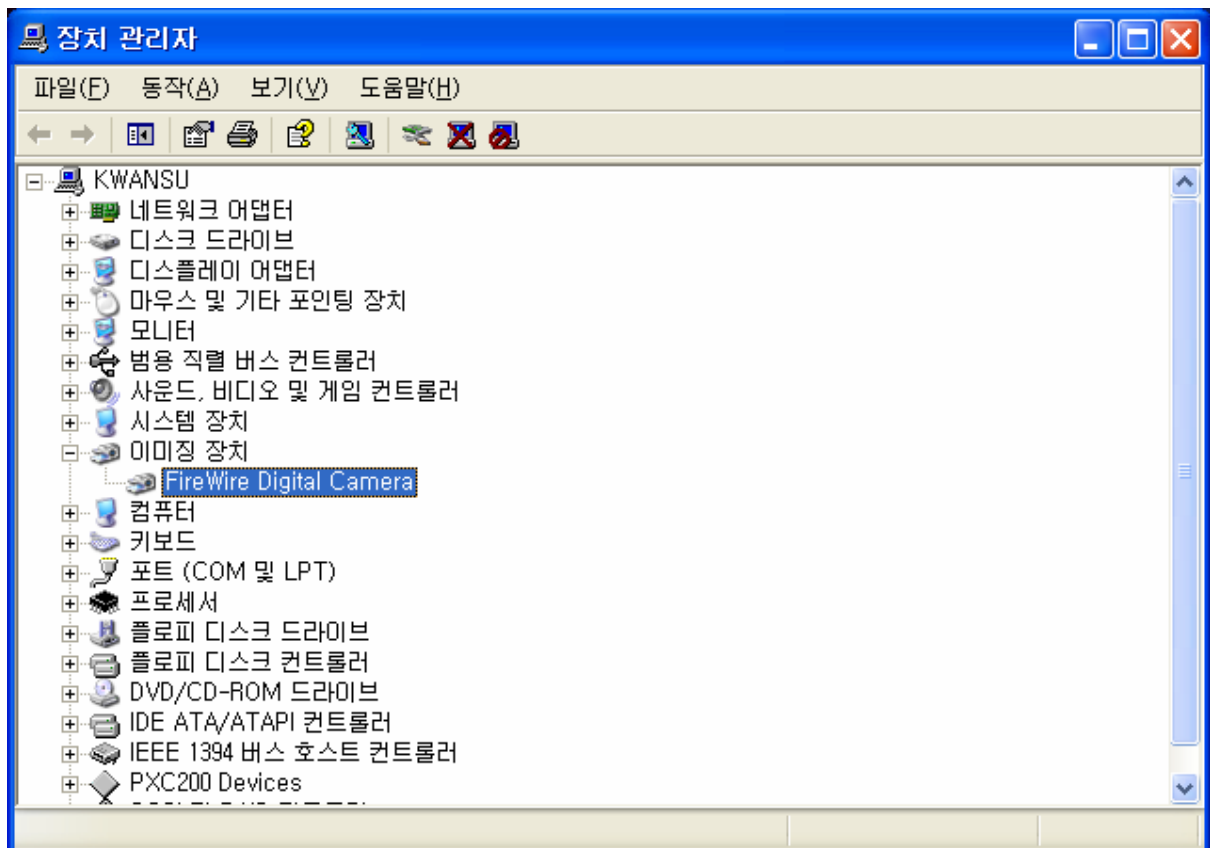 장치 관리자
파일(F) 동작(A) 보기(V) 도움말(H)
KWANSU
네트워크 어댑터
디스크 드라이브
디스플레이 어댑터
마우스 및 기타 포인팅 장치
모니터
범용 직렬 버스 컨트롤러
사운드, 비디오 및 게임 컨트롤러
시스템 장치
이미징 장치
FireWire Digital Camera
컴퓨터
키보드
포트 (COM 및 LPT)
프로세서
플로피 디스크 드라이브
플로피 디스크 컨트롤러
DVD/CD-ROM 드라이브
IDE ATA/ATAPI 컨트롤러
IEEE 1394 버스 호스트 컨트롤러
PXC200 Devices